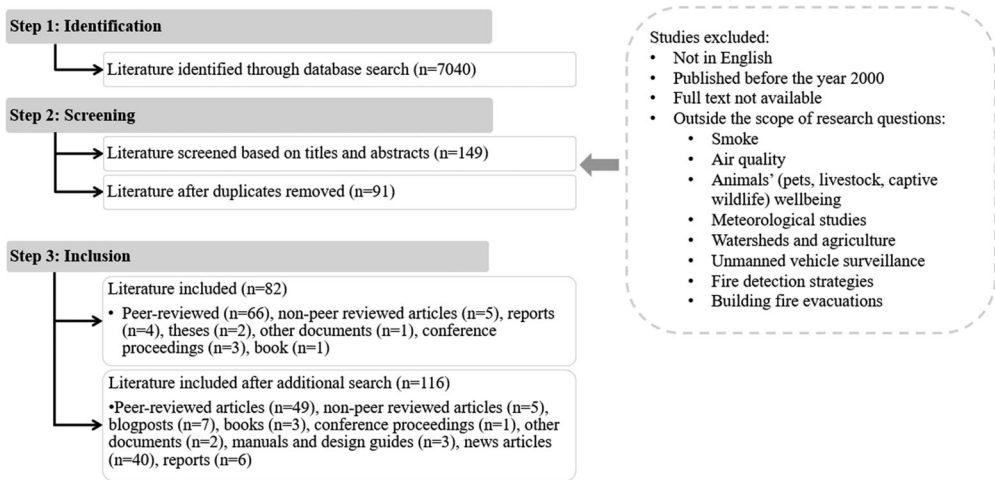 Step 1: Identification
Literature identified through database search (n=7040)
Step 2: Screening
Literature screened based on titles and abstracts (n=149)
Literature after duplicates removed (n=91)
Step 3: Inclusion
Literature included (n=82)
• Peer-reviewed (n=66), non-peer reviewed articles (n=5), reports
(n=4), theses (n=2), other documents (n=1), conference
proceedings (n=3), book (n=1)
Literature included after additional search (n=116)
•Peer-reviewed articles (n=49), non-peer reviewed articles (n=5),
blogposts (n=7), books (n=3), conference proceedings (n=1), other
documents (n=2), manuals and design guides (n=3), news articles
(n=40), reports (n=6)
Studies excluded:
• Not in English
• Published before the year 2000
• Full text not available
• Outside the scope of research questions:
• Smoke
• Air quality
• Animals’ (pets, livestock, captive
wildlife) wellbeing
• Meteorological studies
• Watersheds and agriculture
• Unmanned vehicle surveillance
• Fire detection strategies
• Building fire evacuations